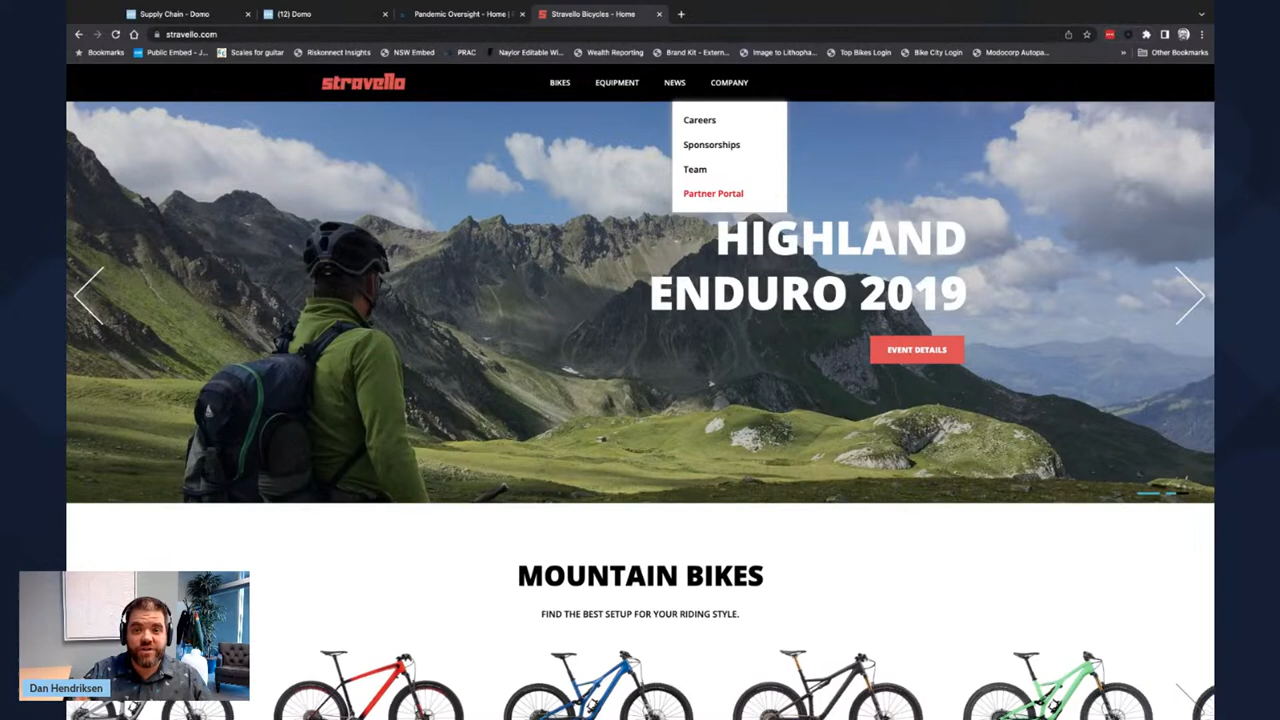 Supply Chain - Domo
(12) Domo
Pandemic Oversight - Home |
Stravello Bicycles - Home
stravello.com
Bookmarks
Public Embed - J...
Scales for guitar
Riskonnect Insights
NSW Embed
PRAC
Naylor Editable Wi...
Wealth Reporting
Brand Kit - Extern...
Image to Lithopha...
Top Bikes Login
Bike City Login
Modocorp Autopa...
Other Bookmarks
stravello
BIKES
EQUIPMENT
NEWS
COMPANY
Careers
Sponsorships
Team
Partner Portal
HIGHLAND
ENDURO 2019
EVENT DETAILS
MOUNTAIN BIKES
FIND THE BEST SETUP FOR YOUR RIDING STYLE.
Dan Hendriksen